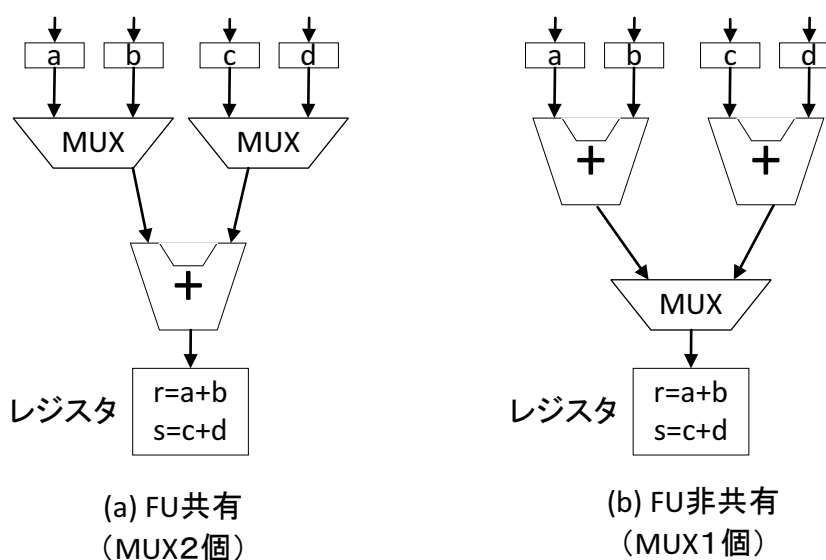 a b c d
MUX MUX
+
レジスタ
r=a+b
s=c+d
(a) FU共有
（MUX２個）
a b c d
+ +
MUX
レジスタ
r=a+b
s=c+d
(b) FU非共有
（MUX１個）